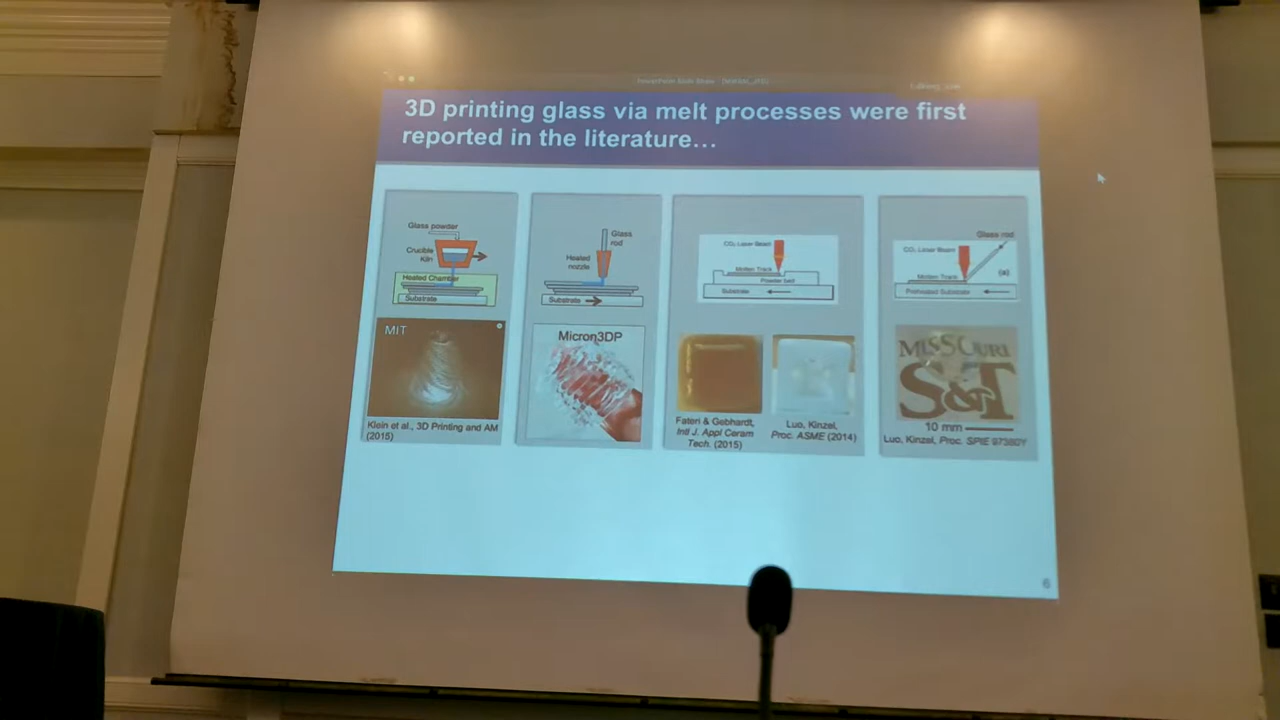 3D printing glass via melt processes were first
reported in the literature…
Glass powder
Crucible
Kiln
Heated Chamber
Substrate
MIT
Klein et al., 3D Printing and AM
(2015)
Glass
rod
Heated
nozzle
Substrate
Micron3DP
CO₂ Laser Beam
Molten Track
Powder bed
Substrate
Fateri & Gebhardt,
Intl J. Appl Ceram
Tech. (2015)
Luo, Kinzel,
Proc. ASME (2014)
Glass rod
CO₂ Laser Beam
Molten Track
(a)
Preheated Substrate
MISSOURI
S&T
10 mm
Luo, Kinzel, Proc. SPIE 97380Y
6